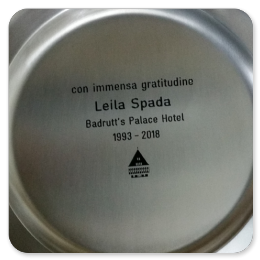 con immensa gratitudine
Leila Spada
Badrutt's Palace Hotel
1993 - 2018